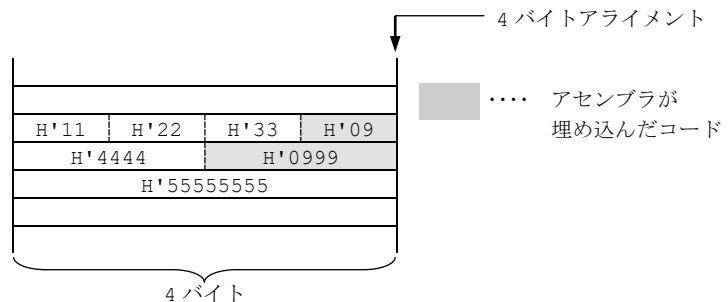 4 バイトアライメント
････ アセンブラが
埋め込んだコード
H'11 H'22 H'33 H'09
H'4444 H'0999
H'55555555
4 バイト